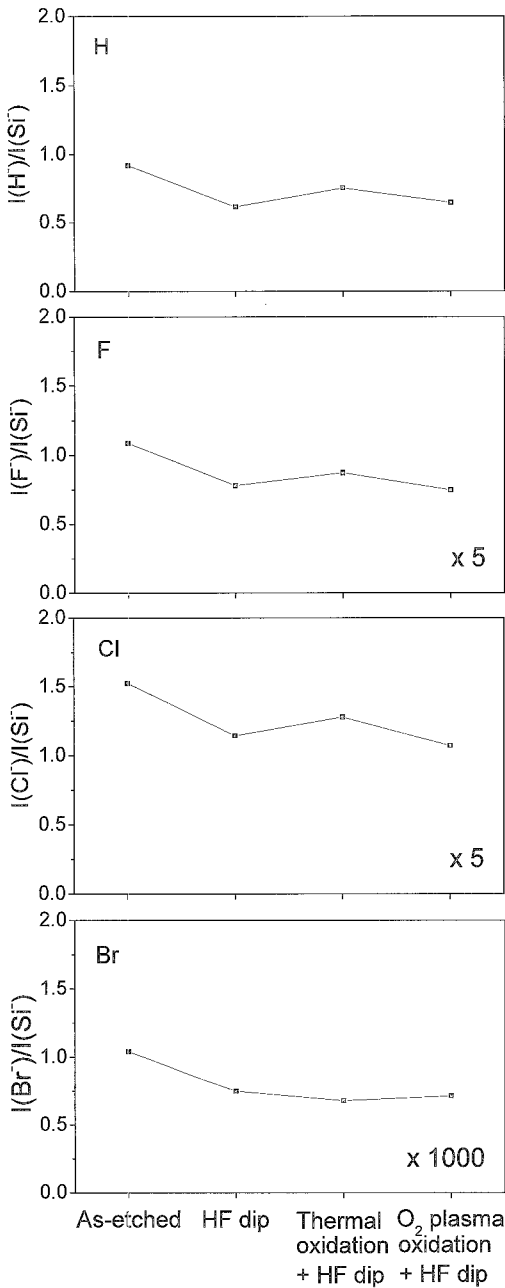 2.0
H
1.5
1.0
0.5
0.0
I(H⁻)/I(Si⁻)
2.0
F
1.5
1.0
0.5
0.0
I(F⁻)/I(Si⁻)
x 5
2.0
Cl
1.5
1.0
0.5
0.0
I(Cl⁻)/I(Si⁻)
x 5
2.0
Br
1.5
1.0
0.5
0.0
I(Br⁻)/I(Si⁻)
x 1000
As-etched
HF dip
Thermal
oxidation
+ HF dip
O₂ plasma
oxidation
+ HF dip